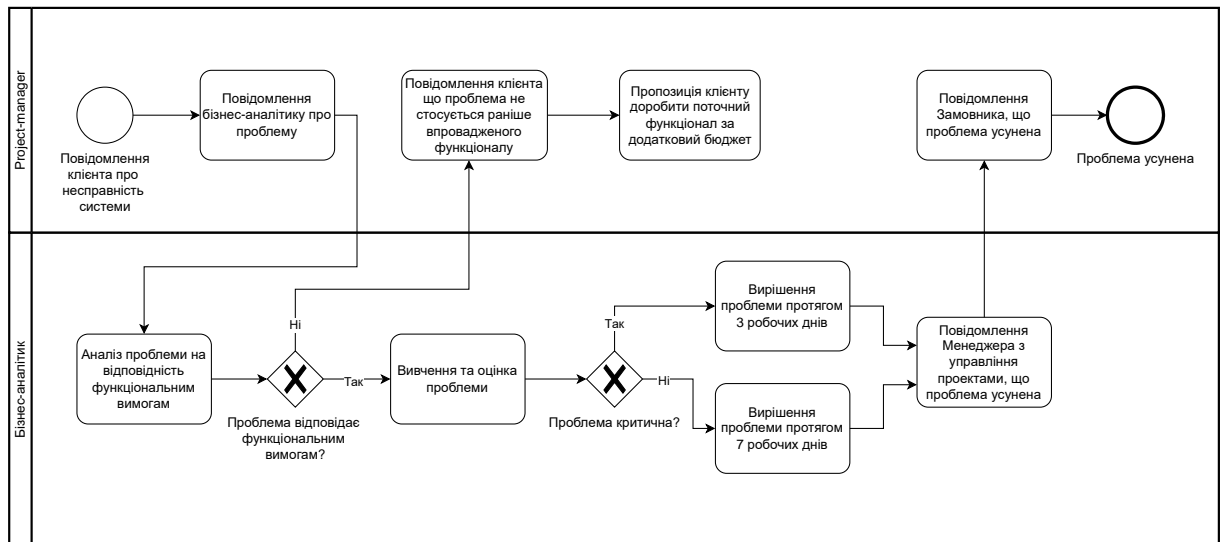 Project-manager
Повідомлення
клієнта про
несправність
системи
Повідомлення
бізнес-аналітику про
проблему
Повідомлення клієнта
що проблема не
стосується раніше
впровадженого
функціоналу
Пропозиція клієнту
доробити поточний
функціонал за
додатковий бюджет
Повідомлення
Замовника, що
проблема усунена
Проблема усунена
Бізнес-аналітик
Аналіз проблеми на
відповідність
функціональним
вимогам
Ні
Так
Проблема відповідає
функціональним
вимогам?
Вивчення та оцінка
проблеми
Так
Ні
Проблема критична?
Вирішення
проблеми протягом
3 робочих днів
Вирішення
проблеми протягом
7 робочих днів
Повідомлення
Менеджера з
управління
проектами, що
проблема усунена